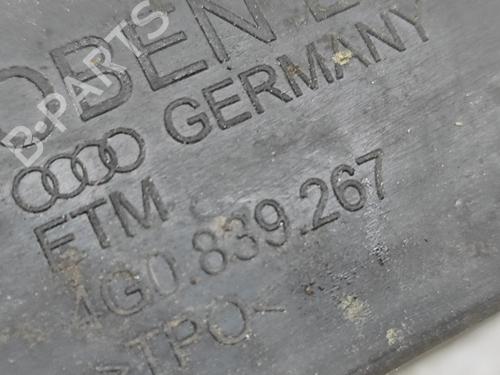 OBEN
GERMANY
FTM
4G0.839.267
>TPO<
B-PARTS